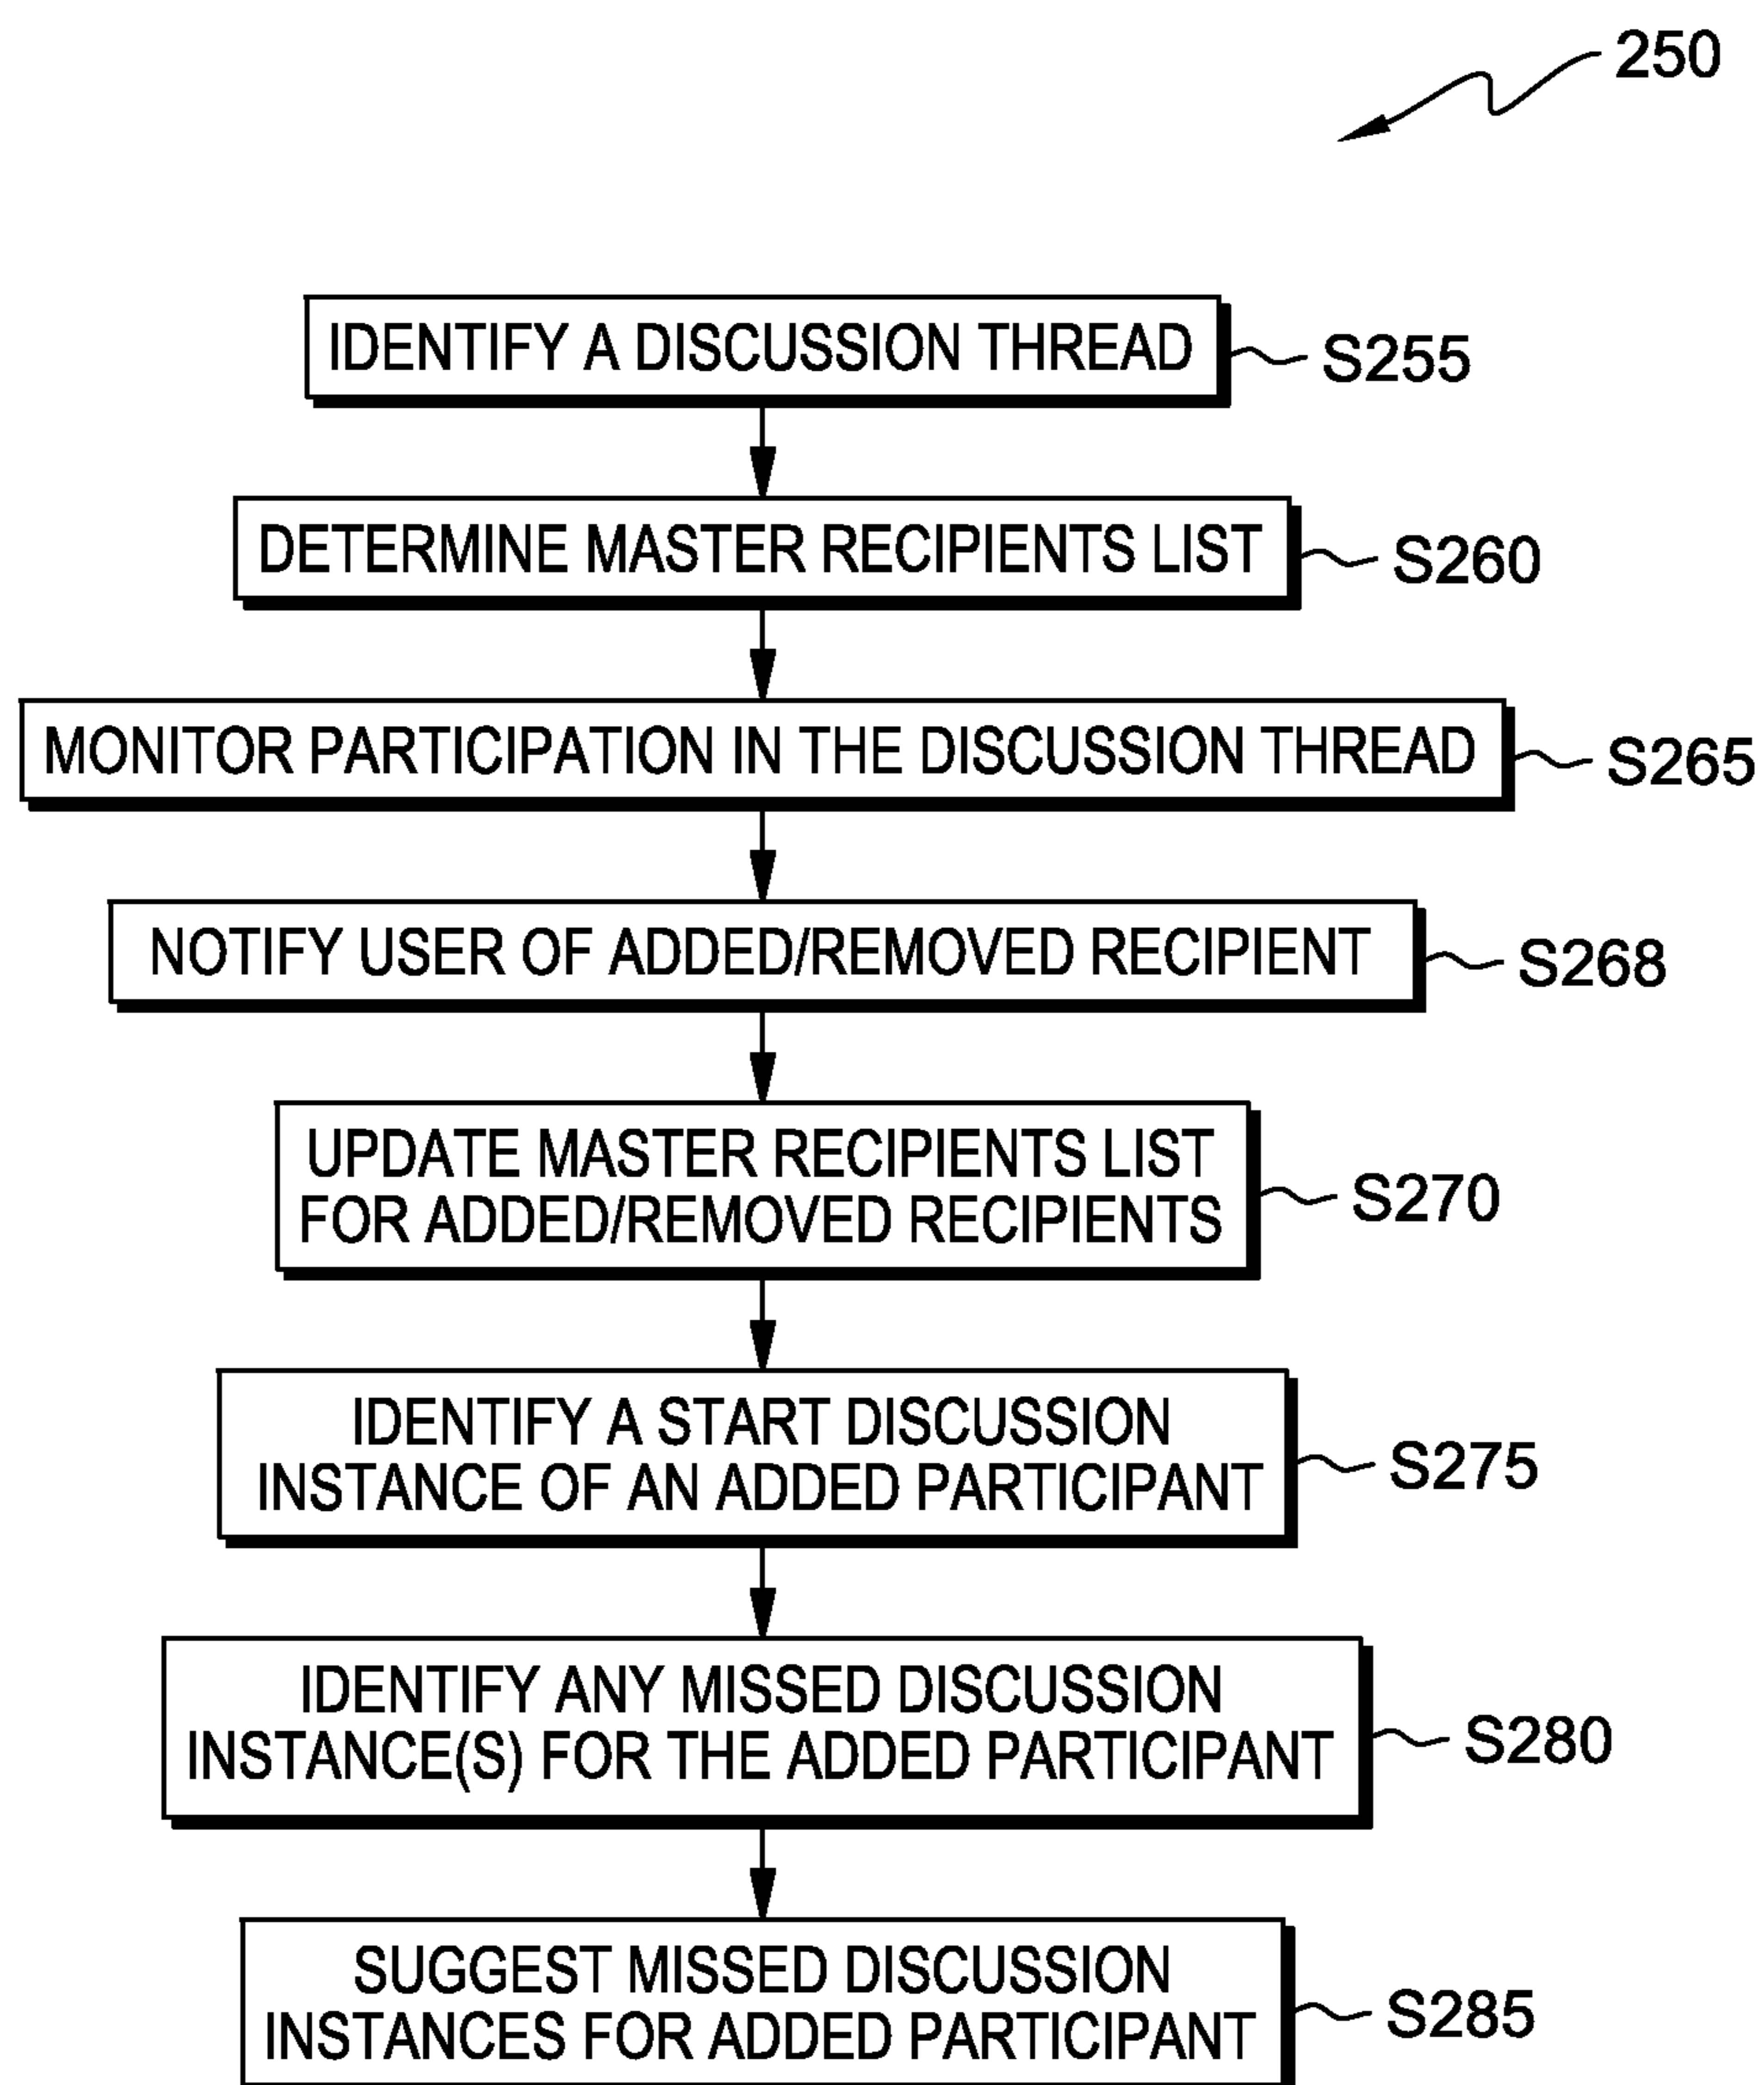 250
IDENTIFY A DISCUSSION THREAD
S255
DETERMINE MASTER RECIPIENTS LIST
S260
MONITOR PARTICIPATION IN THE DISCUSSION THREAD
S265
NOTIFY USER OF ADDED/REMOVED RECIPIENT
S268
UPDATE MASTER RECIPIENTS LIST
FOR ADDED/REMOVED RECIPIENTS
S270
IDENTIFY A START DISCUSSION
INSTANCE OF AN ADDED PARTICIPANT
S275
IDENTIFY ANY MISSED DISCUSSION
INSTANCE(S) FOR THE ADDED PARTICIPANT
S280
SUGGEST MISSED DISCUSSION
INSTANCES FOR ADDED PARTICIPANT
S285